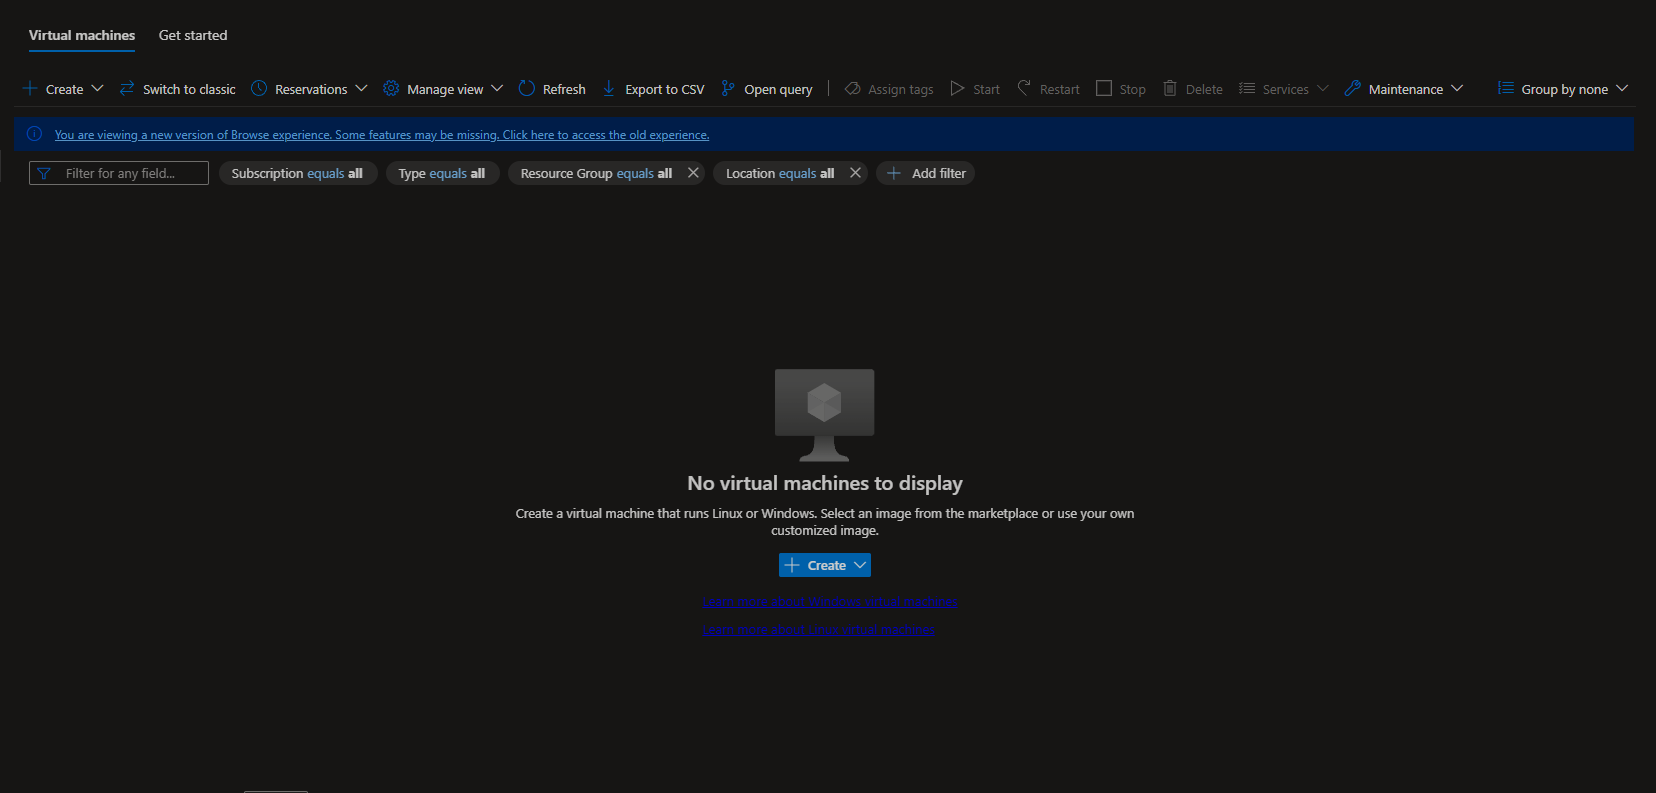 Virtual machines Get started
Create Switch to classic Reservations Manage view Refresh Export to CSV Open query Assign tags Start Restart Stop Delete Services Maintenance Group by none
You are viewing a new version of Browse experience. Some features may be missing. Click here to access the old experience.
Filter for any field... Subscription equals all Type equals all Resource Group equals all Location equals all Add filter
No virtual machines to display
Create a virtual machine that runs Linux or Windows. Select an image from the marketplace or use your own
customized image.
Create
Learn more about Windows virtual machines
Learn more about Linux virtual machines